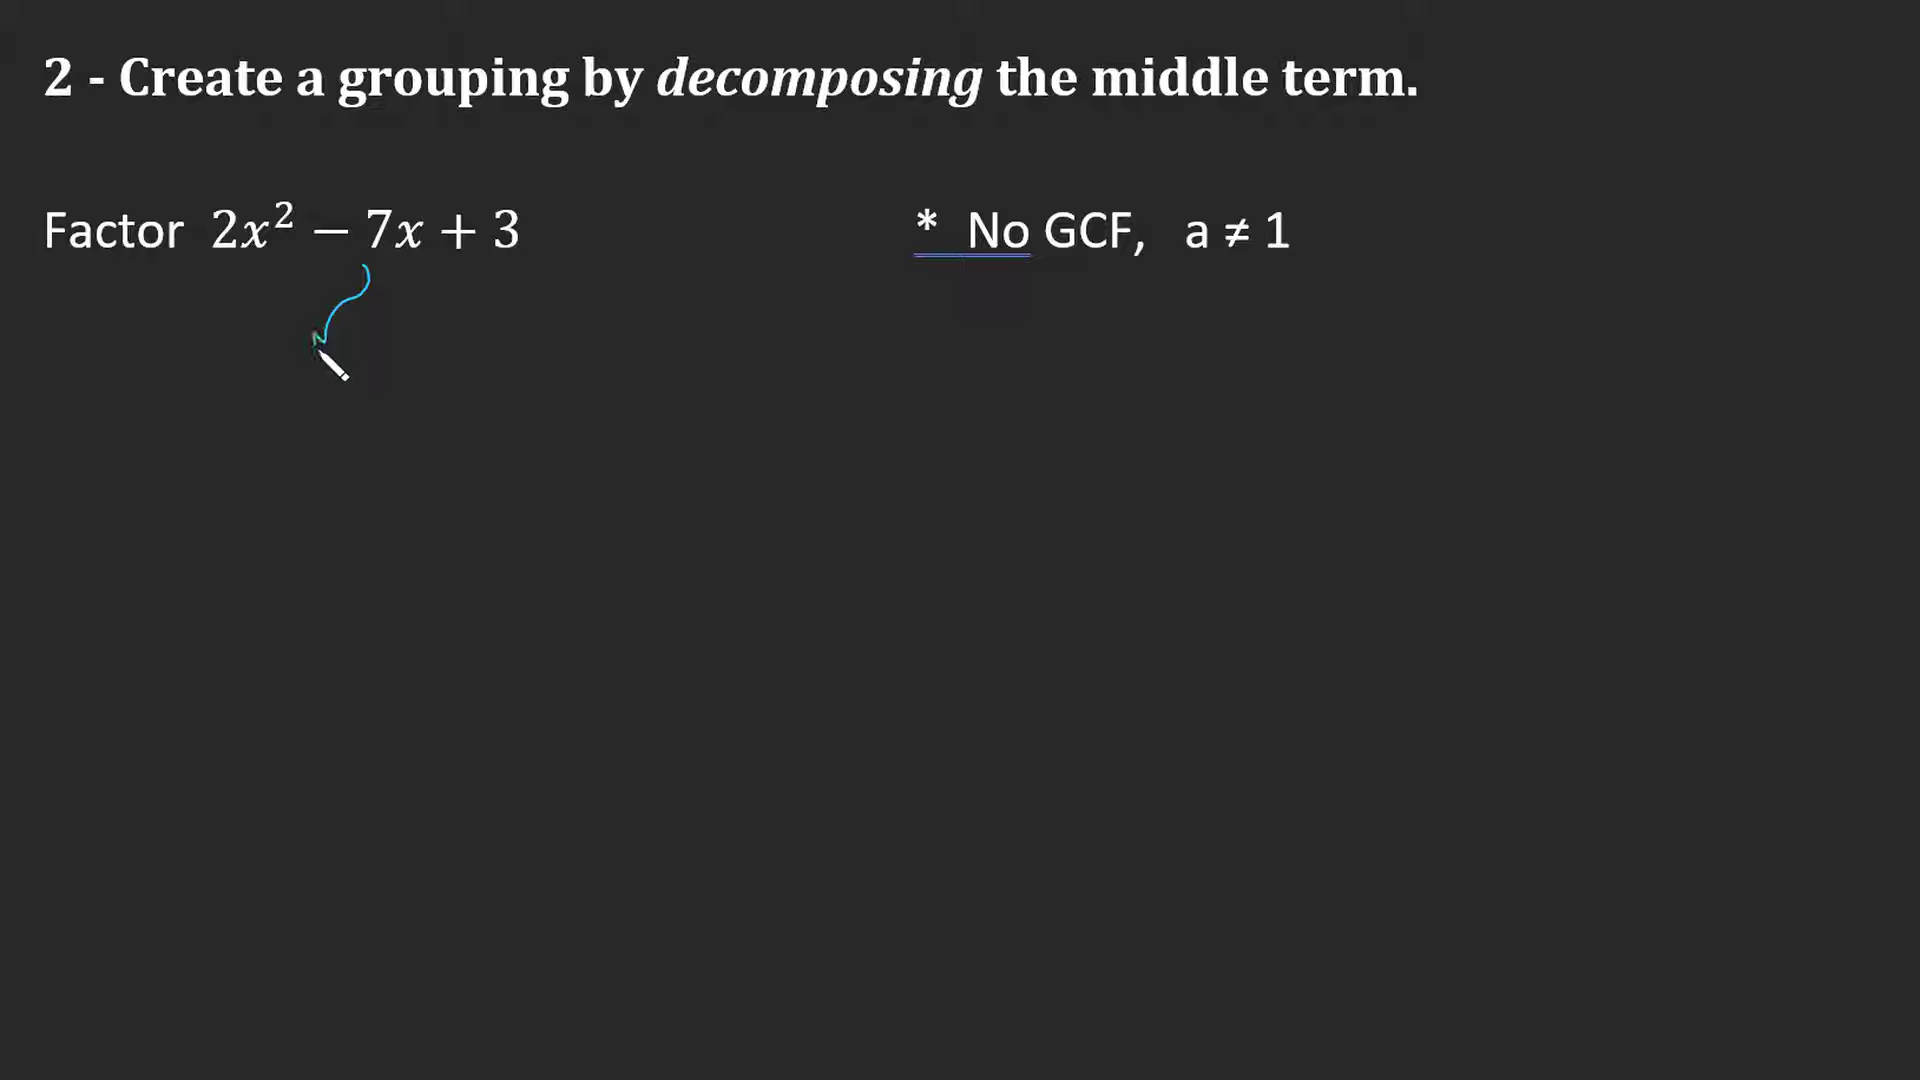 2 - Create a grouping by decomposing the middle term.
Factor 2x² − 7x + 3
* No GCF, a ≠ 1